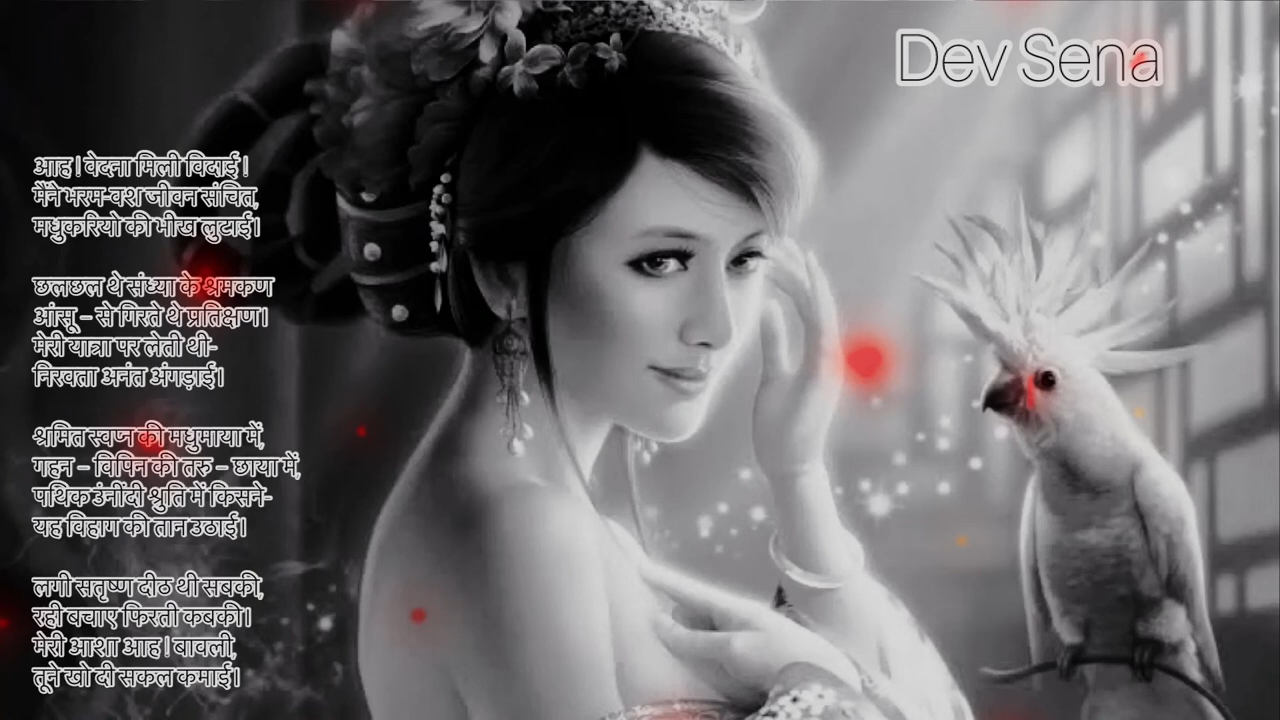 Dev Sena
आह ! वेदना मिली विदाई !
मैंने भरम-वश जीवन संचित,
मधुकरियो की भीख लुटाई।
छलछल थे संध्या के श्रमकण
आंसू – से गिरते थे प्रतिक्षण।
मेरी यात्रा पर लेती थी-
निरवता अनंत अंगड़ाई।
श्रमित स्वप्न की मधुमाया में,
गहन – विपिन की तरु – छाया में,
पथिक उंनींदी श्रुति में किसने-
यह विहाग की तान उठाई।
लगी सतृष्ण दीठ थी सबकी,
रही बचाए फिरती कबकी।
मेरी आशा आह ! बावली,
तूने खो दी सकल कमाई।